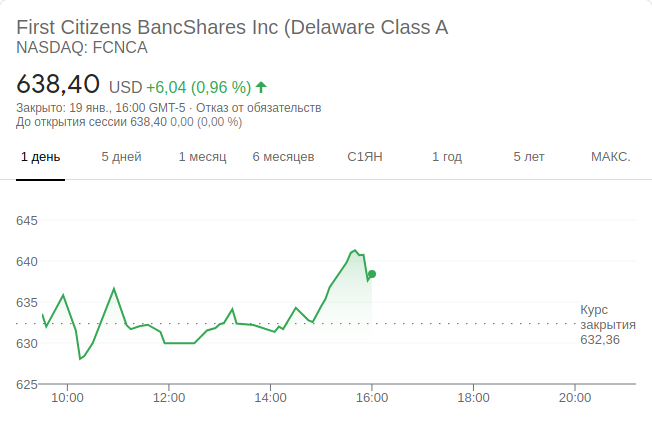 First Citizens BancShares Inc (Delaware Class A
NASDAQ: FCNCA
638,40 USD +6,04 (0,96 %)
Закрыто: 19 янв., 16:00 GMT-5 · Отказ от обязательств
До открытия сессии 638,40 0,00 (0,00 %)
1 день 5 дней 1 месяц 6 месяцев С1ЯН 1 год 5 лет МАКС.
645
640
635
Курс
закрытия
632,36
630
625
10:00 12:00 14:00 16:00 18:00 20:00